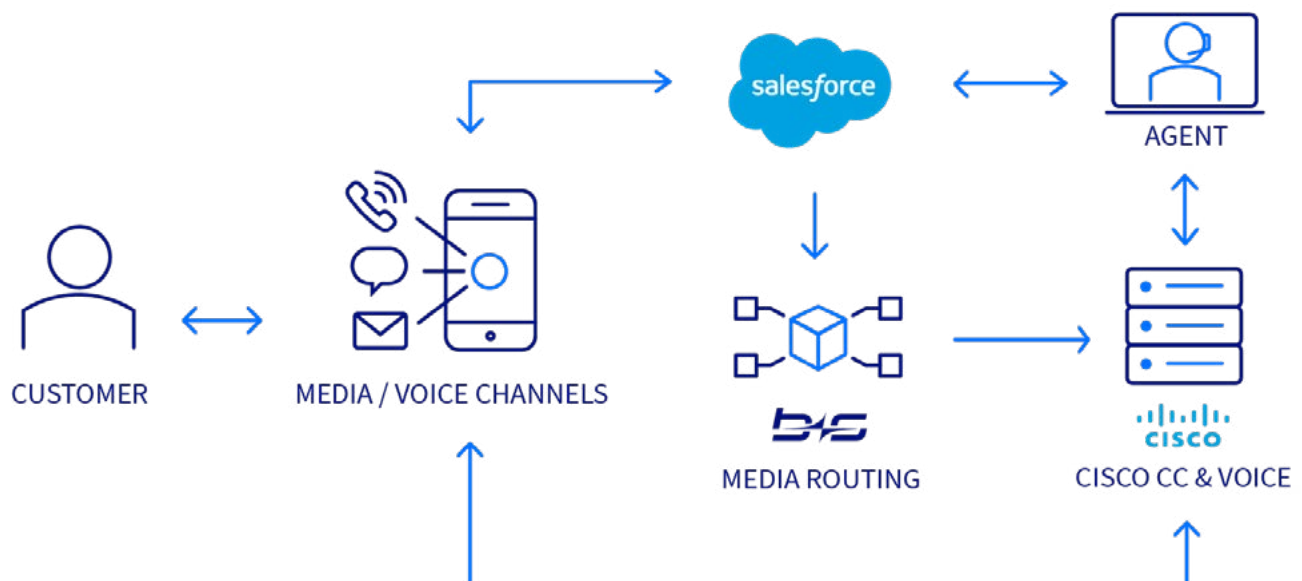 salesforce
AGENT
CUSTOMER
MEDIA / VOICE CHANNELS
b+s
MEDIA ROUTING
CISCO
CISCO CC & VOICE